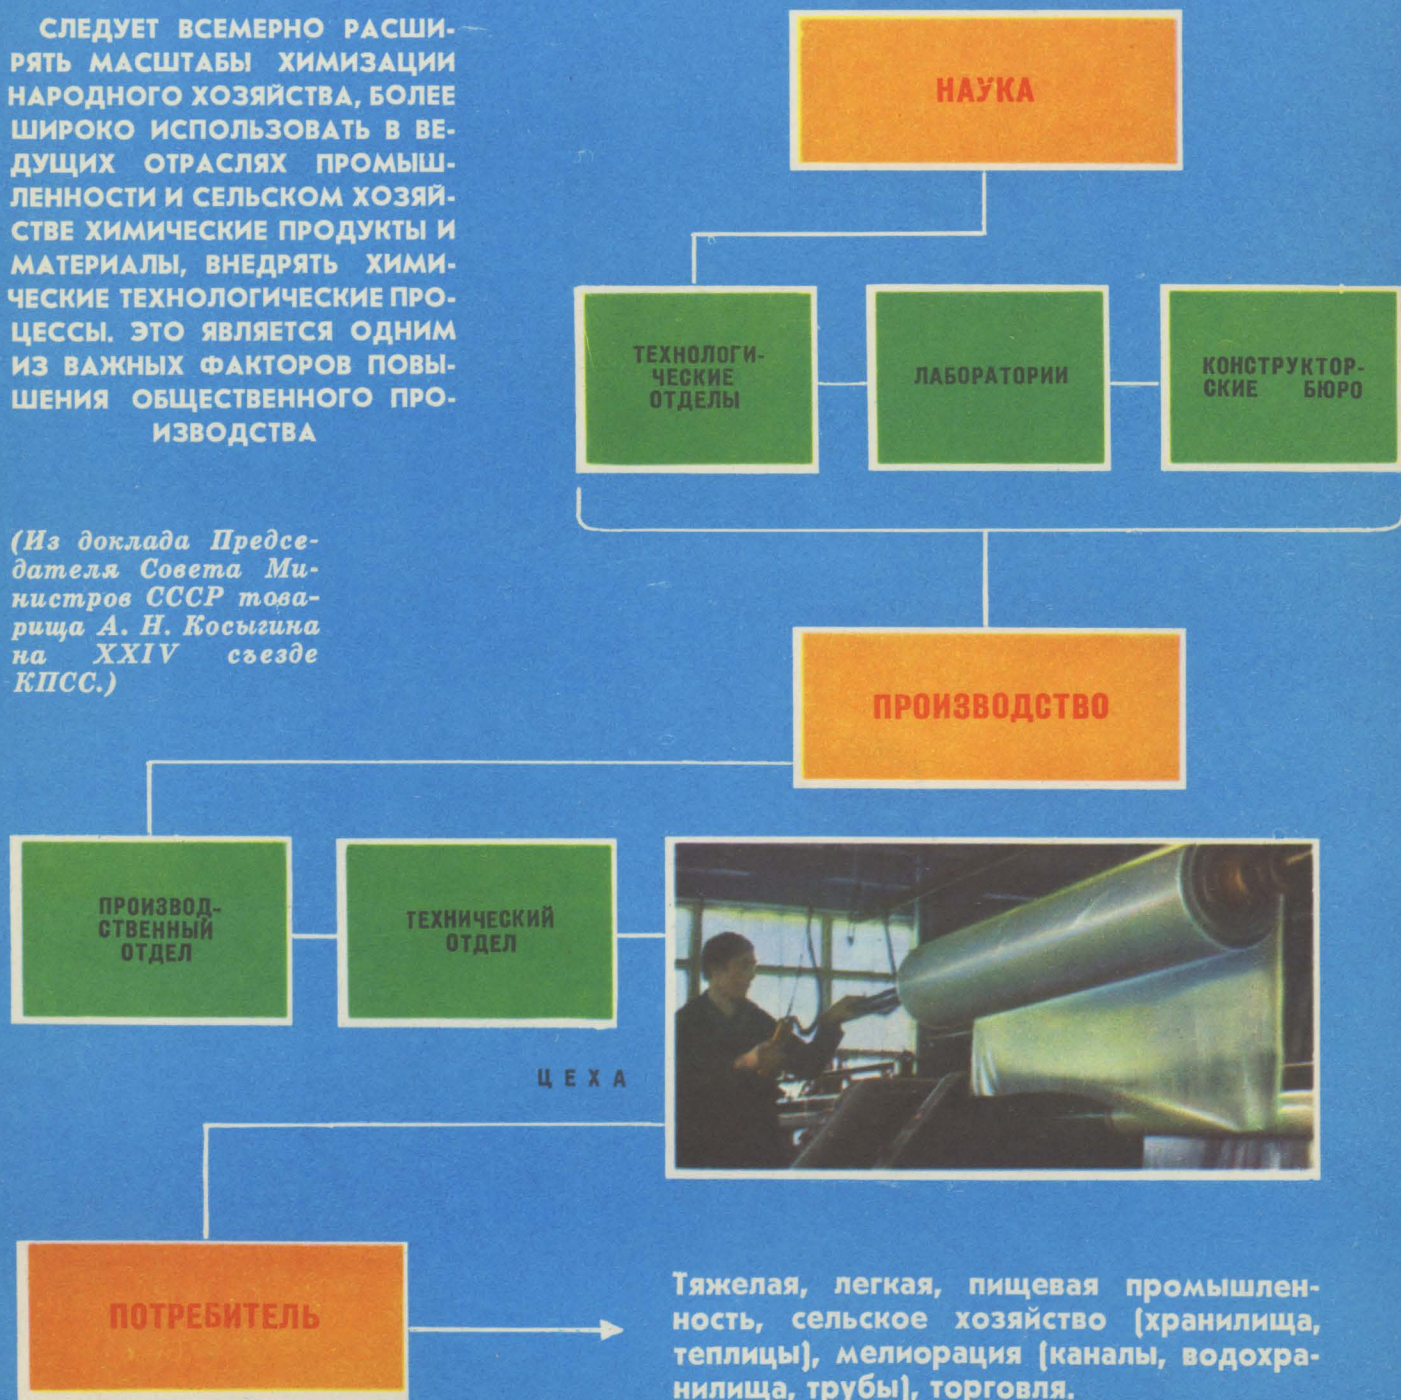 СЛЕДУЕТ ВСЕМЕРНО РАСШИ-
РЯТЬ МАСШТАБЫ ХИМИЗАЦИИ
НАРОДНОГО ХОЗЯЙСТВА, БОЛЕЕ
ШИРОКО ИСПОЛЬЗОВАТЬ В ВЕ-
ДУЩИХ ОТРАСЛЯХ ПРОМЫШ-
ЛЕННОСТИ И СЕЛЬСКОМ ХОЗЯЙ-
СТВЕ ХИМИЧЕСКИЕ ПРОДУКТЫ И
МАТЕРИАЛЫ, ВНЕДРЯТЬ ХИМИ-
ЧЕСКИЕ ТЕХНОЛОГИЧЕСКИЕ ПРО-
ЦЕССЫ. ЭТО ЯВЛЯЕТСЯ ОДНИМ
ИЗ ВАЖНЫХ ФАКТОРОВ ПОВЫ-
ШЕНИЯ ОБЩЕСТВЕННОГО ПРО-
ИЗВОДСТВА
(Из доклада Предсе-
дателя Совета Ми-
нистров СССР това-
рища А. Н. Косыгина
на XXIV съезде
КПСС.)
НАУКА
ТЕХНОЛОГИ-
ЧЕСКИЕ
ОТДЕЛЫ
ЛАБОРАТОРИИ
КОНСТРУКТОР-
СКИЕ БЮРО
ПРОИЗВОДСТВО
ПРОИЗВОД-
СТВЕННЫЙ
ОТДЕЛ
ТЕХНИЧЕСКИЙ
ОТДЕЛ
ЦЕХА
ПОТРЕБИТЕЛЬ
Тяжелая, легкая, пищевая промышлен-
ность, сельское хозяйство (хранилища,
теплицы), мелиорация (каналы, водохра-
нилища, трубы), торговля.